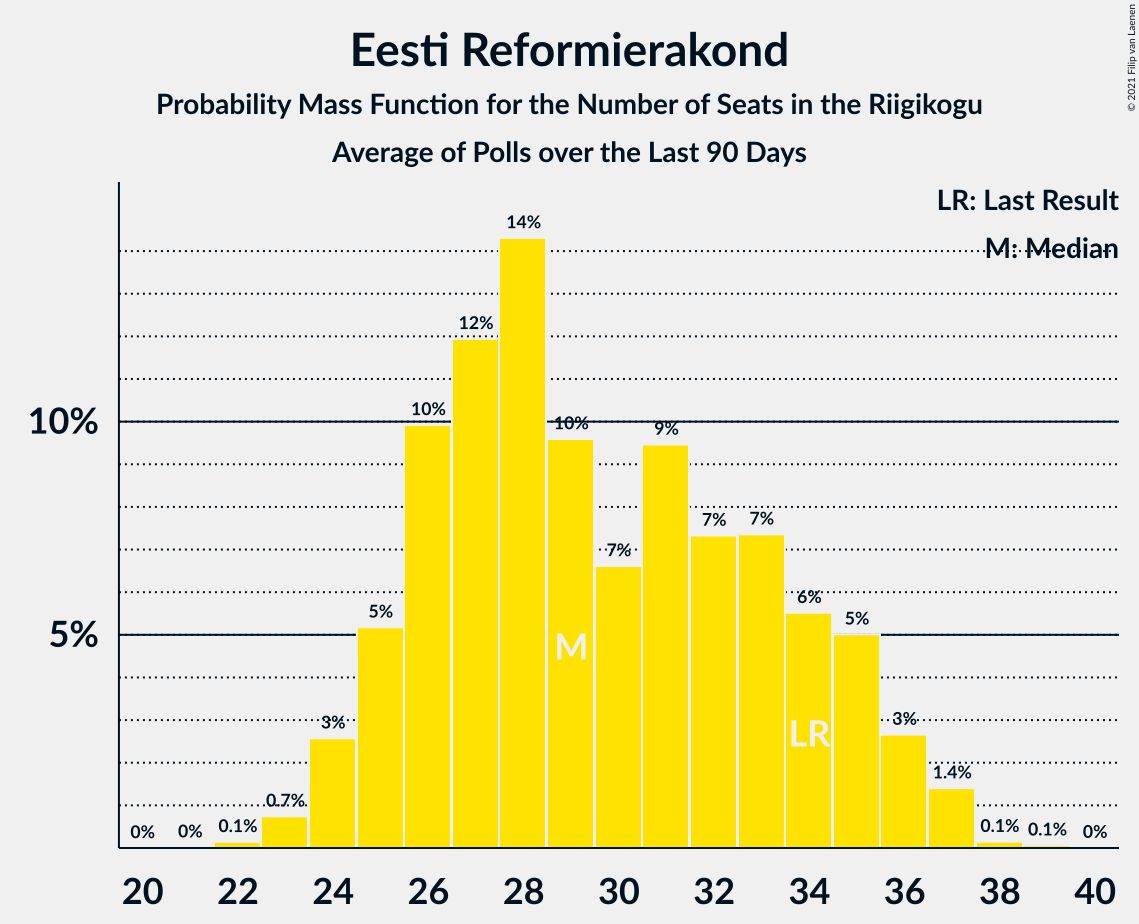 Eesti Reformierakond
Probability Mass Function for the Number of Seats in the Riigikogu
Average of Polls over the Last 90 Days
© 2021 Filip van Laenen
LR: Last Result
M: Median
14%
12%
10%
10%
10%
9%
7%
7%
7%
6%
5%
5%
5%
M
3%
3%
LR
1.4%
0.7%
0%
0%
0.1%
0.1%
0.1%
0%
20 22 24 26 28 30 32 34 36 38 40